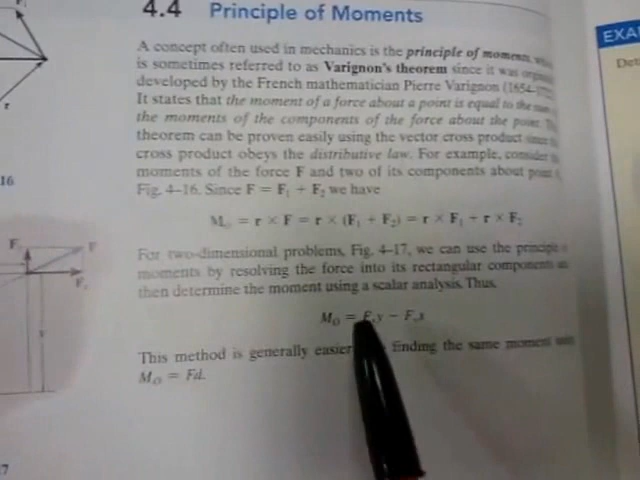 4.4 Principle of Moments
A concept often used in mechanics is the principle of moments,
is sometimes referred to as Varignon's theorem since it was
developed by the French mathematician Pierre Varignon (1654–
It states that the moment of a force about a point is equal to the
the moments of the components of the force about the point.
theorem can be proven easily using the vector cross product since
cross product obeys the distributive law. For example, consider
moments of the force F and two of its components about point
Fig. 4–16. Since F = F₁ + F₂ we have
M = r × F = r × (F₁ + F₂) = r × F₁ + r × F₂
For two-dimensional problems, Fig. 4–17, we can use the principle
moments by resolving the force into its rectangular components
then determine the moment using a scalar analysis. Thus,
M_O = F y − F x
This method is generally easier finding the same moment
M_O = Fd.
EXA
Det
16
F
F
7